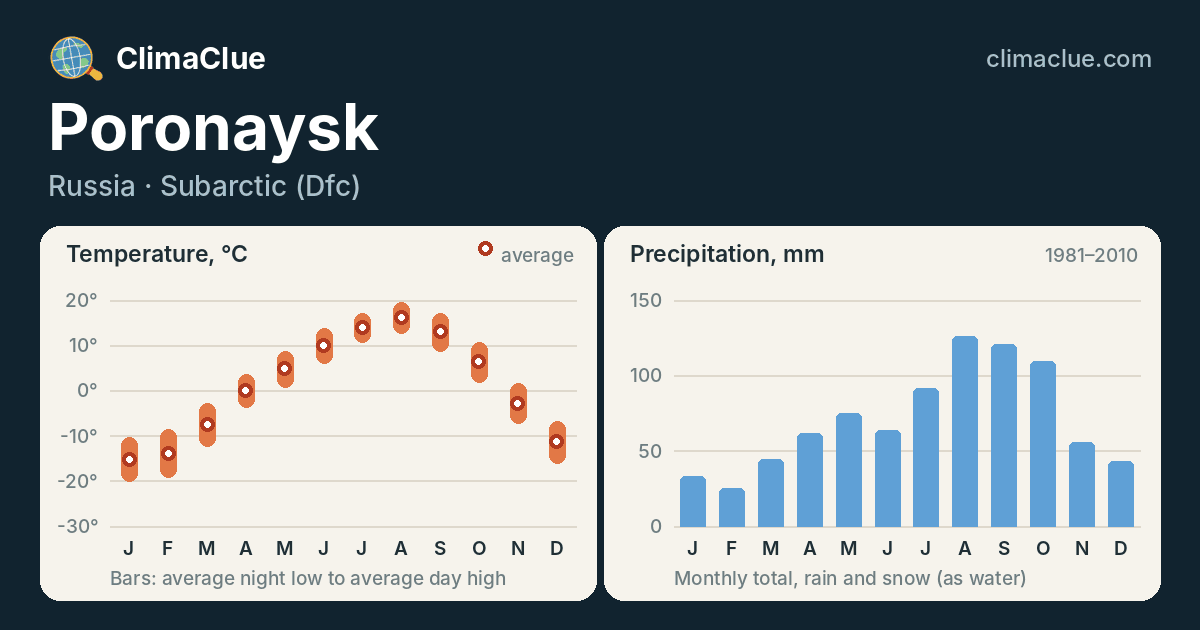 ClimaClue
climaclue.com
Poronaysk
Russia · Subarctic (Dfc)
Temperature, °C
average
20°
10°
0°
-10°
-20°
-30°
J F M A M J J A S O N D
Bars: average night low to average day high
Precipitation, mm
1981–2010
150
100
50
0
J F M A M J J A S O N D
Monthly total, rain and snow (as water)